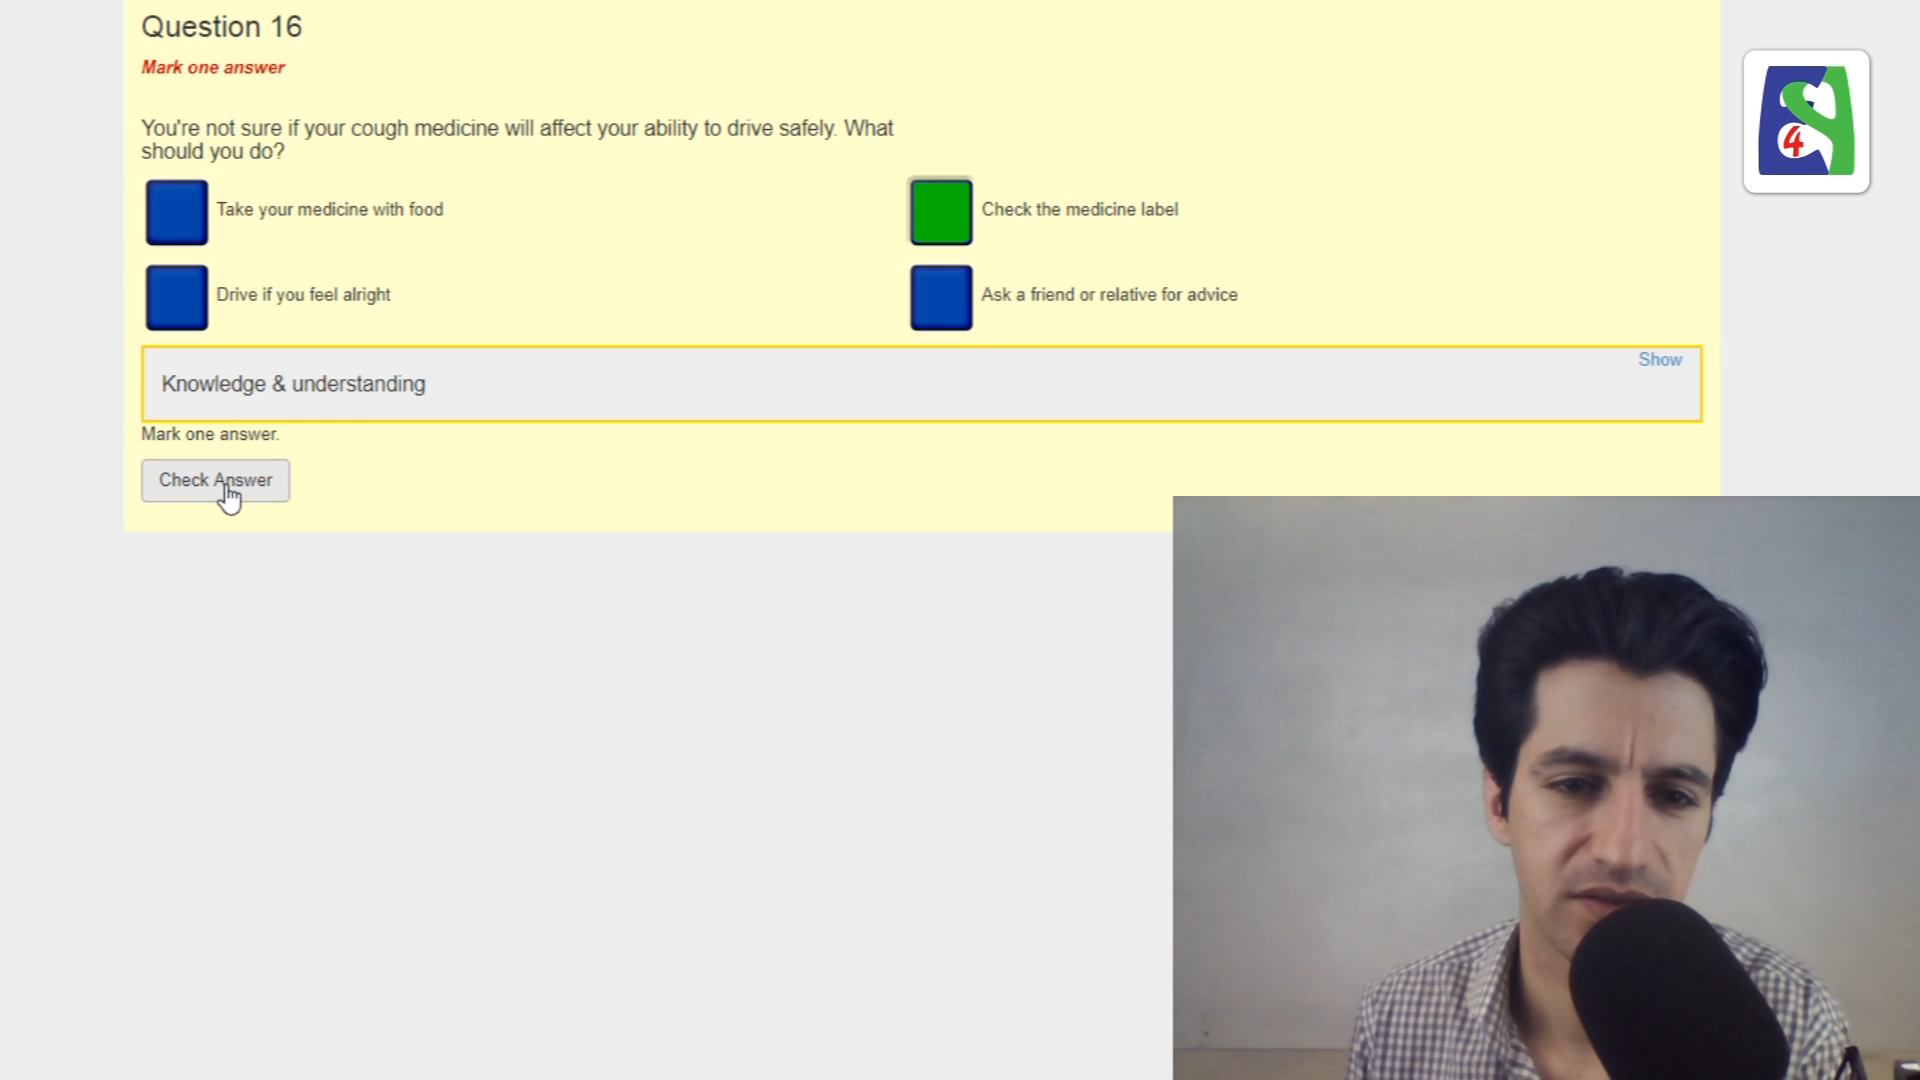 Question 16
Mark one answer
You're not sure if your cough medicine will affect your ability to drive safely. What
should you do?
Take your medicine with food
Check the medicine label
Drive if you feel alright
Ask a friend or relative for advice
Show
Knowledge & understanding
Mark one answer.
Check Answer
4